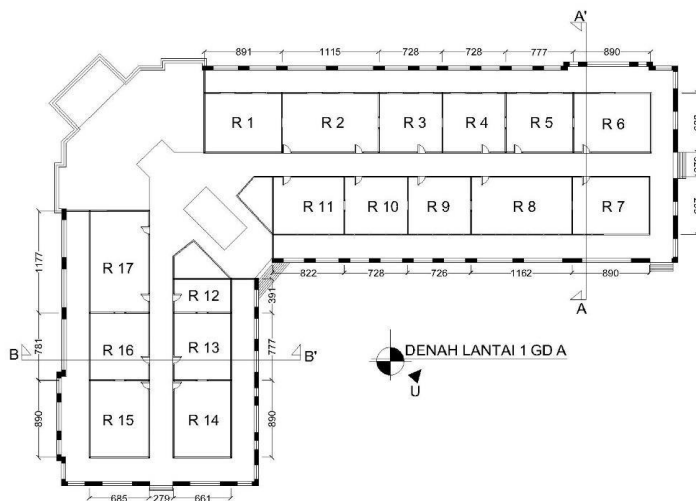 A'
891 1115 728 728 777 890
R 1 R 2 R 3 R 4 R 5 R 6
R 11 R 10 R 9 R 8 R 7
822 728 726 1162 890
A
R 17
1177
R 12
391
B
R 16
781
R 13
777
B'
R 15
890
R 14
890
685 279 661
DENAH LANTAI 1 GD A
U